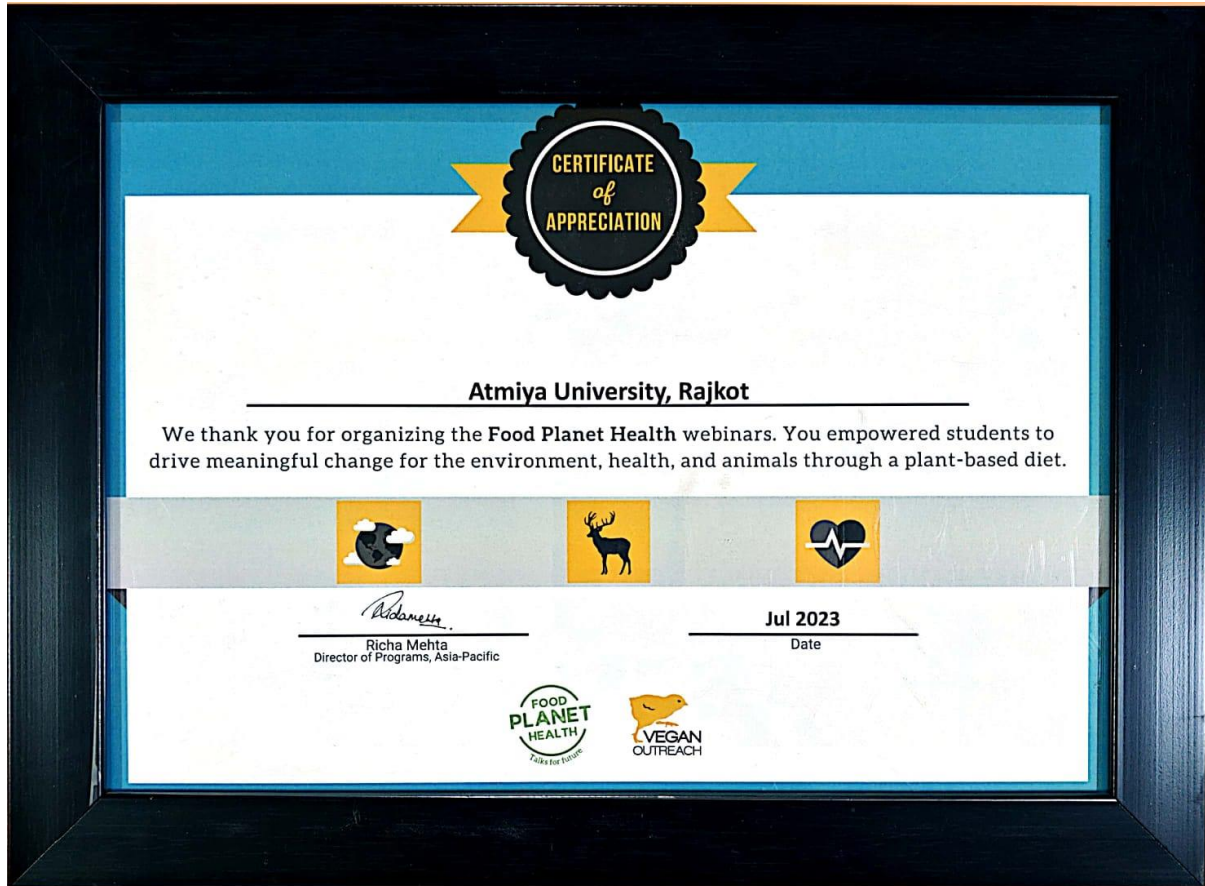 CERTIFICATE
of
APPRECIATION
Atmiya University, Rajkot
We thank you for organizing the Food Planet Health webinars. You empowered students to
drive meaningful change for the environment, health, and animals through a plant-based diet.
Richa Mehta
Director of Programs, Asia-Pacific
Jul 2023
Date
FOOD
PLANET
HEALTH
Talks for future
VEGAN
OUTREACH